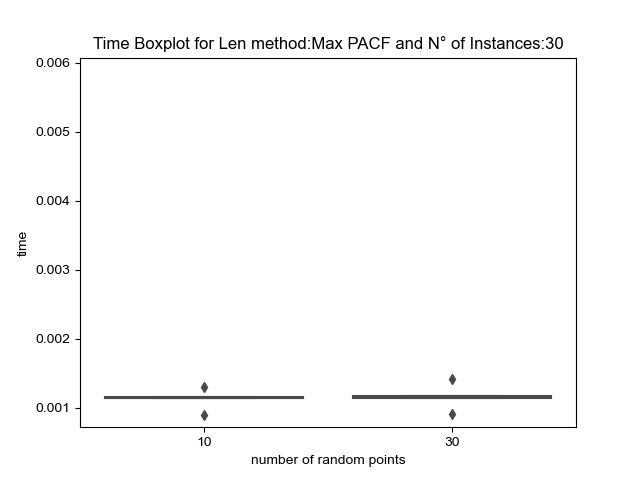 Time Boxplot for Len method:Max PACF and N° of Instances:30
0.006
0.005
0.004
0.003
0.002
0.001
time
10 30
number of random points